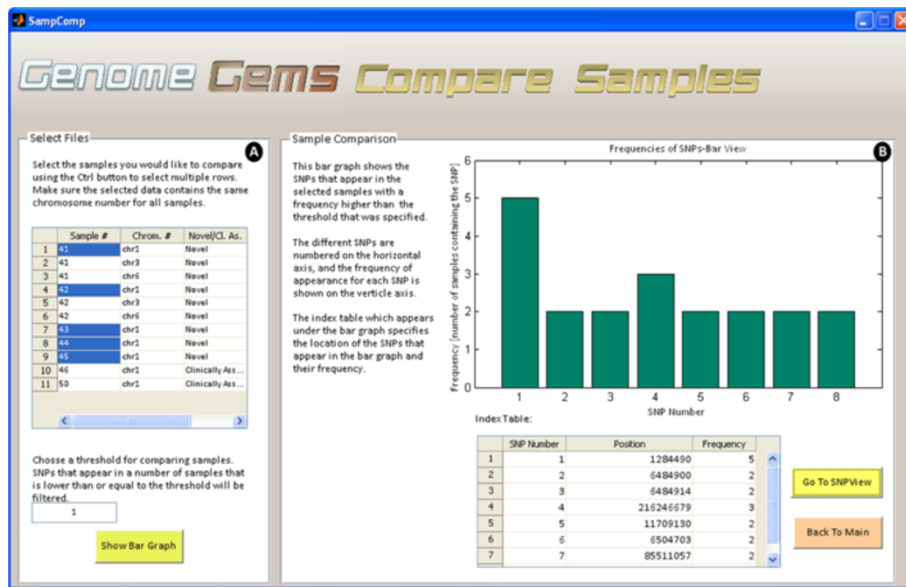 SampComp
Genome Gems Compare Samples
Select Files
A
Select the samples you would like to compare
using the Ctrl button to select multiple rows.
Make sure the selected data contains the same
chromosome number for all samples.
Sample # Chrom. # Novel/Cl. As.
1 41 chr1 Novel
2 41 chr3 Novel
3 41 chr6 Novel
4 42 chr1 Novel
5 42 chr3 Novel
6 42 chr6 Novel
7 43 chr1 Novel
8 44 chr1 Novel
9 45 chr1 Novel
10 46 chr1 Clinically Ass...
11 50 chr1 Clinically Ass...
Choose a threshold for comparing samples.
SNPs that appear in a number of samples that
is lower than or equal to the threshold will be
filtered.
1
Show Bar Graph
Sample Comparison
B
This bar graph shows the
SNPs that appear in the
selected samples with a
frequency higher than the
threshold that was specified.
The different SNPs are
numbered on the horizontal
axis, and the frequency of
appearance for each SNP is
shown on the verticle axis.
The index table which appears
under the bar graph specifies
the location of the SNPs that
appear in the bar graph and
their frequency.
Frequencies of SNPs-Bar View
Frequency [number of samples containing the SNP]
6
5
4
3
2
1
0
1 2 3 4 5 6 7 8
SNP Number
Index Table:
SNP Number Position Frequency
1 1 1284490 5
2 2 6484900 2
3 3 6484914 2
4 4 216246679 3
5 5 11709130 2
6 6 6504703 2
7 7 85511057 2
Go To SNPView
Back To Main